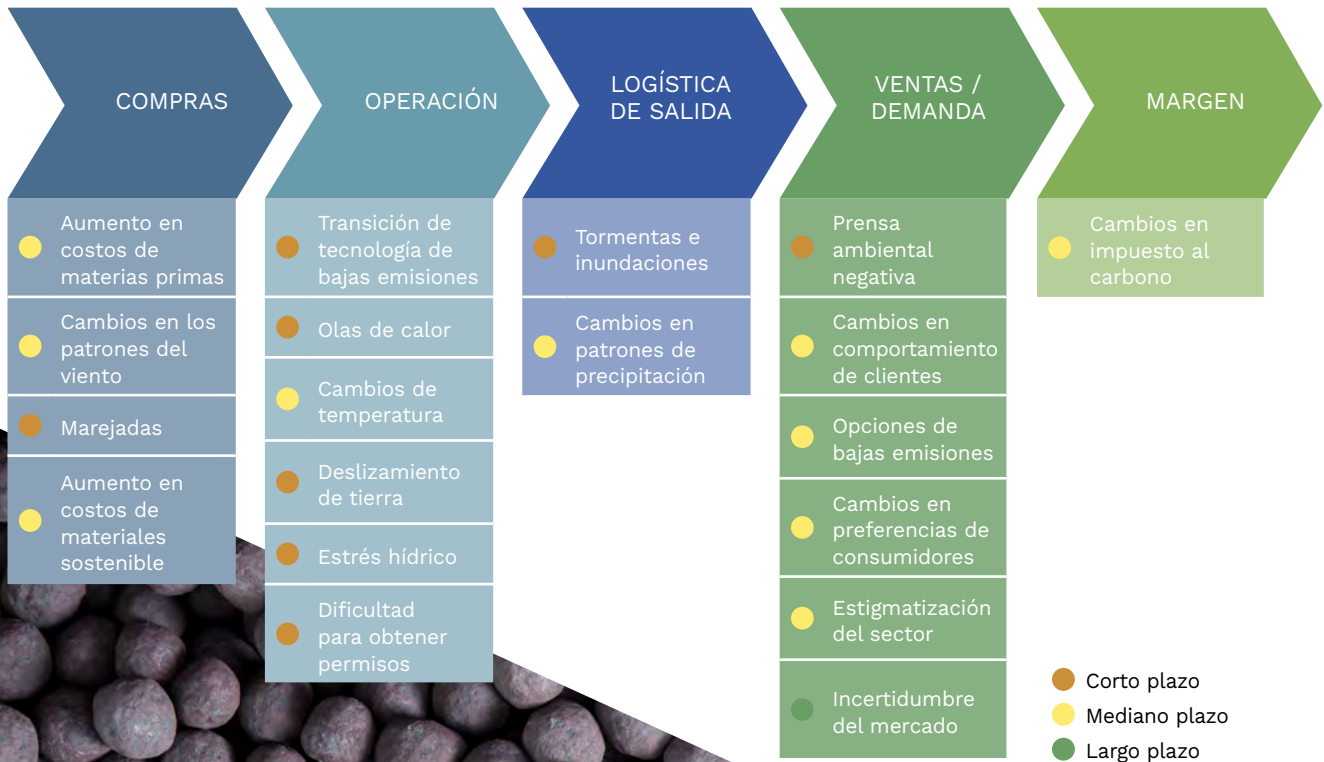 COMPRAS
Aumento en
costos de
materias primas
Cambios en los
patrones del
viento
Marejadas
Aumento en
costos de
materiales
sostenible
OPERACIÓN
Transición de
tecnología de
bajas emisiones
Olas de calor
Cambios de
temperatura
Deslizamiento
de tierra
Estrés hídrico
Dificultad
para obtener
permisos
LOGÍSTICA
DE SALIDA
Tormentas e
inundaciones
Cambios en
patrones de
precipitación
VENTAS /
DEMANDA
Prensa
ambiental
negativa
Cambios en
comportamiento
de clientes
Opciones de
bajas emisiones
Cambios en
preferencias de
consumidores
Estigmatización
del sector
Incertidumbre
del mercado
MARGEN
Cambios en
impuesto al
carbono
Corto plazo
Mediano plazo
Largo plazo